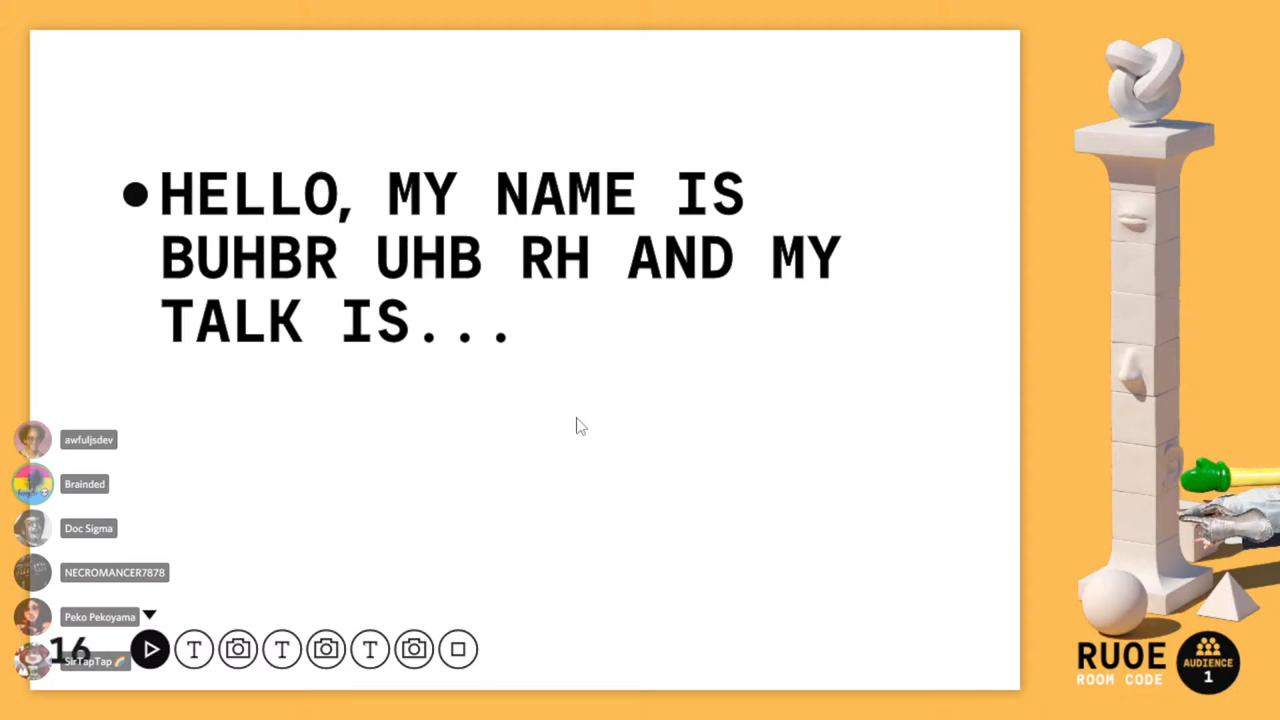 •HELLO, MY NAME IS
BUHBR UHB RH AND MY
TALK IS...
awfuljsdev
Brainded
Doc Sigma
NECROMANCER7878
Peko Pekoyama
SirTapTap 🌈
16
T
T
T
RUOE
ROOM CODE
AUDIENCE
1